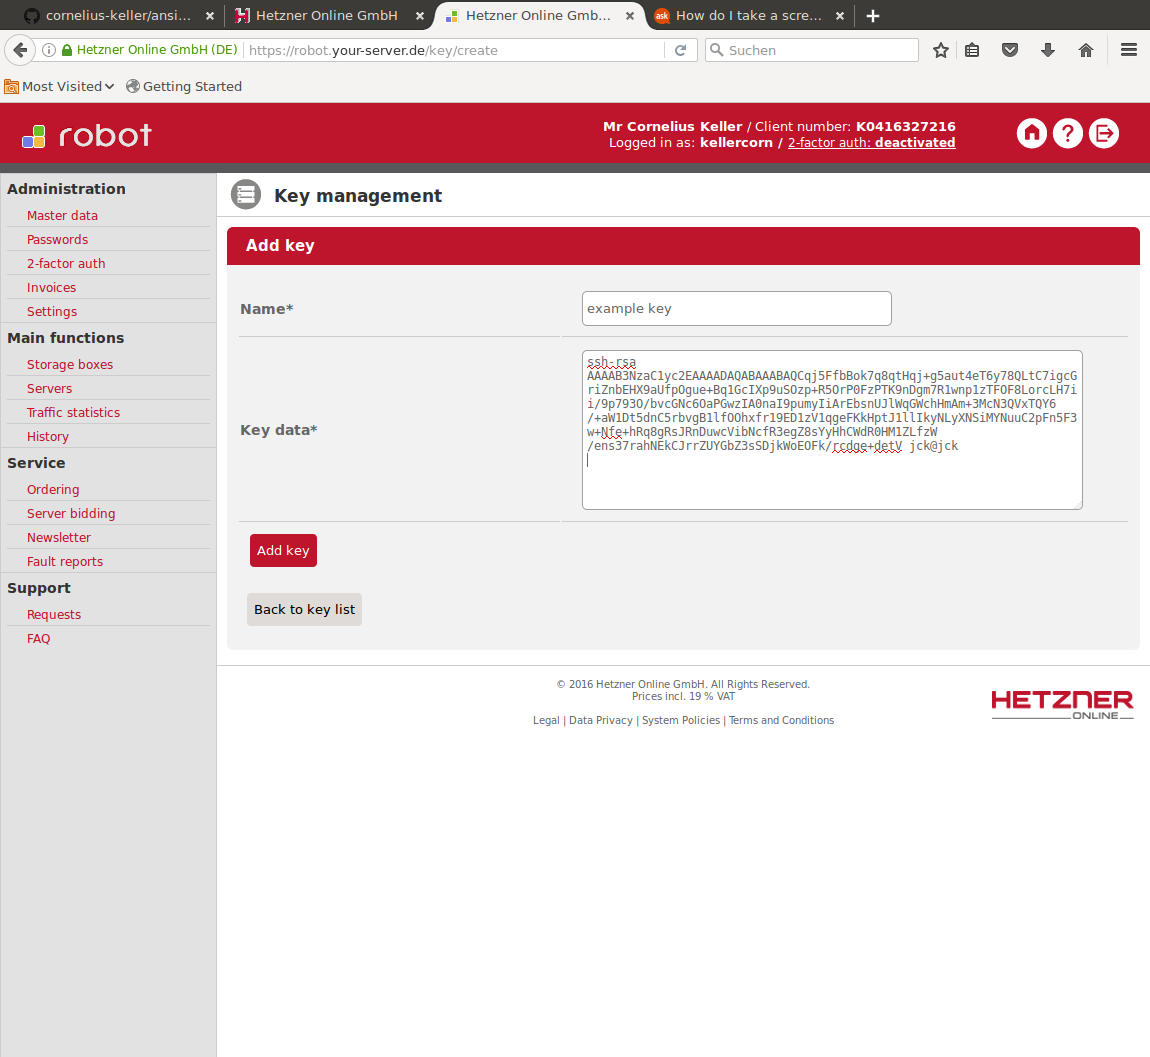 cornelius-keller/ansi...
Hetzner Online GmbH
Hetzner Online Gmb...
ask How do I take a scre...
Hetzner Online GmbH (DE)
https://robot.your-server.de/key/create
Suchen
Most Visited
Getting Started
robot
Mr Cornelius Keller / Client number: K0416327216
Logged in as: kellercorn / 2-factor auth: deactivated
Administration
Master data
Passwords
2-factor auth
Invoices
Settings
Main functions
Storage boxes
Servers
Traffic statistics
History
Service
Ordering
Server bidding
Newsletter
Fault reports
Support
Requests
FAQ
Key management
Add key
Name*
example key
Key data*
ssh-rsa
AAAAB3NzaC1yc2EAAAADAQABAAABAQCqj5FfbBok7q8qtHqj+g5aut4eT6y78QLtC7igcG
riZnbEHX9aUfpOgue+Bq1GcIXp9uSOzp+R5OrP0FzPTK9nDgm7R1wnp1zTFOF8LorcLH7i
i/9p793O/bvcGNc6OaPGwzIA0naI9pumyIiArEbsnUJlWqGWchHmAm+3McN3QVxTQY6
/+aW1Dt5dnC5rbvgB1lfOOhxfr19ED1zV1qgeFKkHptJ1llIkyNLyXNSiMYNuuC2pFn5F3
w+Nfe+hRq8gRsJRnDuwcVibNcfR3egZ8sYyHhCWdR0HM1ZLfzW
/ens37rahNEkCJrrZUYGbZ3sSDjkWoEOFk/rcdge+detV jck@jck
Add key
Back to key list
© 2016 Hetzner Online GmbH. All Rights Reserved.
Prices incl. 19 % VAT
Legal | Data Privacy | System Policies | Terms and Conditions
HETZNER
ONLINE